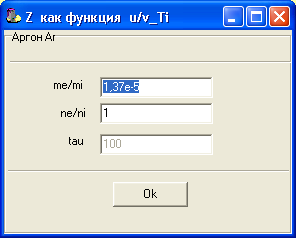 Z как функция u/v_Ti
Аргон Ar
me/mi 1,37e-5
ne/ni 1
tau 100
Ok